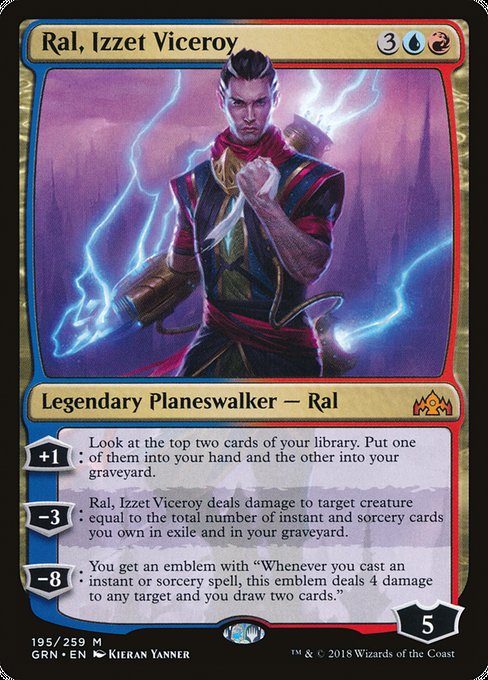 Ral, Izzet Viceroy 3
Legendary Planeswalker — Ral
+1: Look at the top two cards of your library. Put one
of them into your hand and the other into your
graveyard.
−3: Ral, Izzet Viceroy deals damage to target creature
equal to the total number of instant and sorcery cards
you own in exile and in your graveyard.
−8: You get an emblem with “Whenever you cast an
instant or sorcery spell, this emblem deals 4 damage
to any target and you draw two cards.”
5
195/259 M
GRN • EN Kieran Yanner
™ & © 2018 Wizards of the Coast